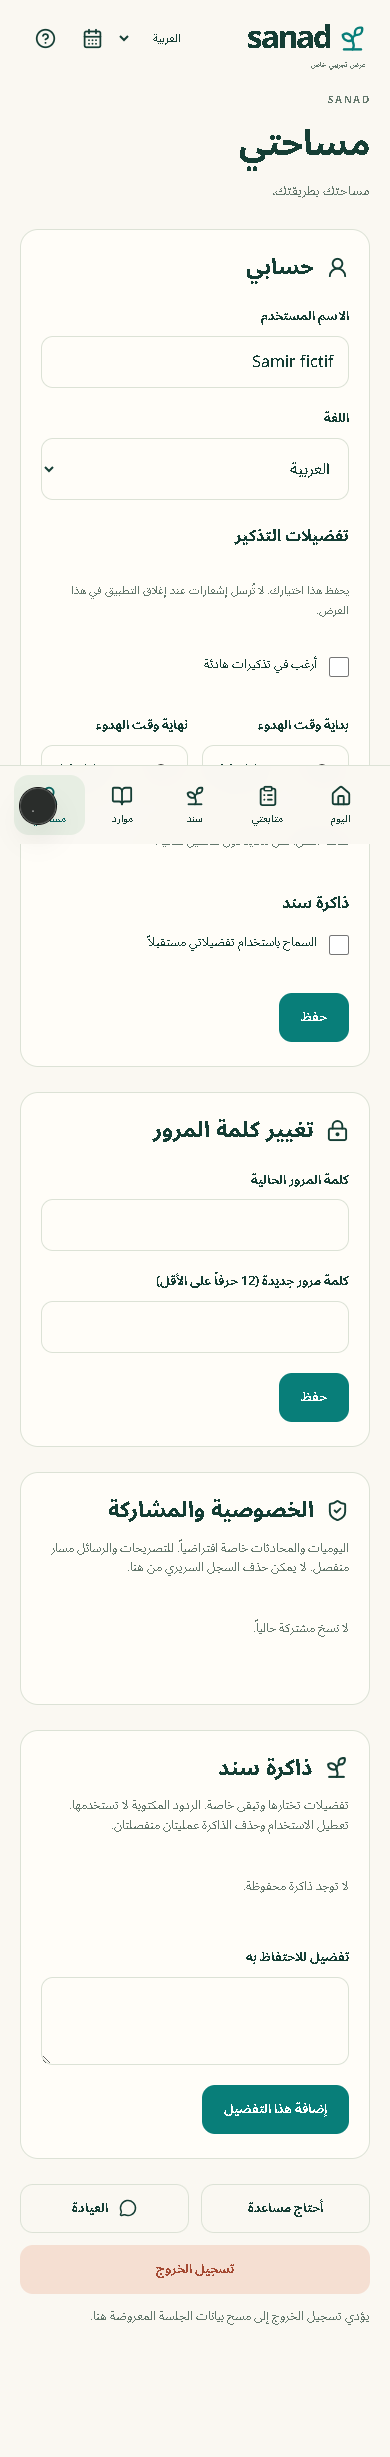 sanad
عرض تجريبي خاص
العربية
SANAD
مساحتي
مساحتك بطريقتك.
حسابي
الاسم المستخدم
Samir fictif
اللغة
العربية
تفضيلات التذكير
يحفظ هذا اختيارك. لا تُرسل إشعارات عند إغلاق التطبيق في هذا
العرض.
أرغب في تذكيرات هادئة
بداية وقت الهدوء
نهاية وقت الهدوء
اليوم
متابعتي
سند
موارد
ذاكرة سند
السماح باستخدام تفضيلاتي مستقبلاً
حفظ
تغيير كلمة المرور
كلمة المرور الحالية
كلمة مرور جديدة (12 حرفاً على الأقل)
حفظ
الخصوصية والمشاركة
اليوميات والمحادثات خاصة افتراضياً. للتصريحات والرسائل مسار
منفصل. لا يمكن حذف السجل السريري من هنا.
لا نسخ مشتركة حالياً.
ذاكرة سند
تفضيلات تختارها وتبقى خاصة. الردود المكتوبة لا تستخدمها.
تعطيل الاستخدام وحذف الذاكرة عمليتان منفصلتان.
لا توجد ذاكرة محفوظة.
تفضيل للاحتفاظ به
إضافة هذا التفضيل
أحتاج مساعدة
العيادة
تسجيل الخروج
يؤدي تسجيل الخروج إلى مسح بيانات الجلسة المعروضة هنا.